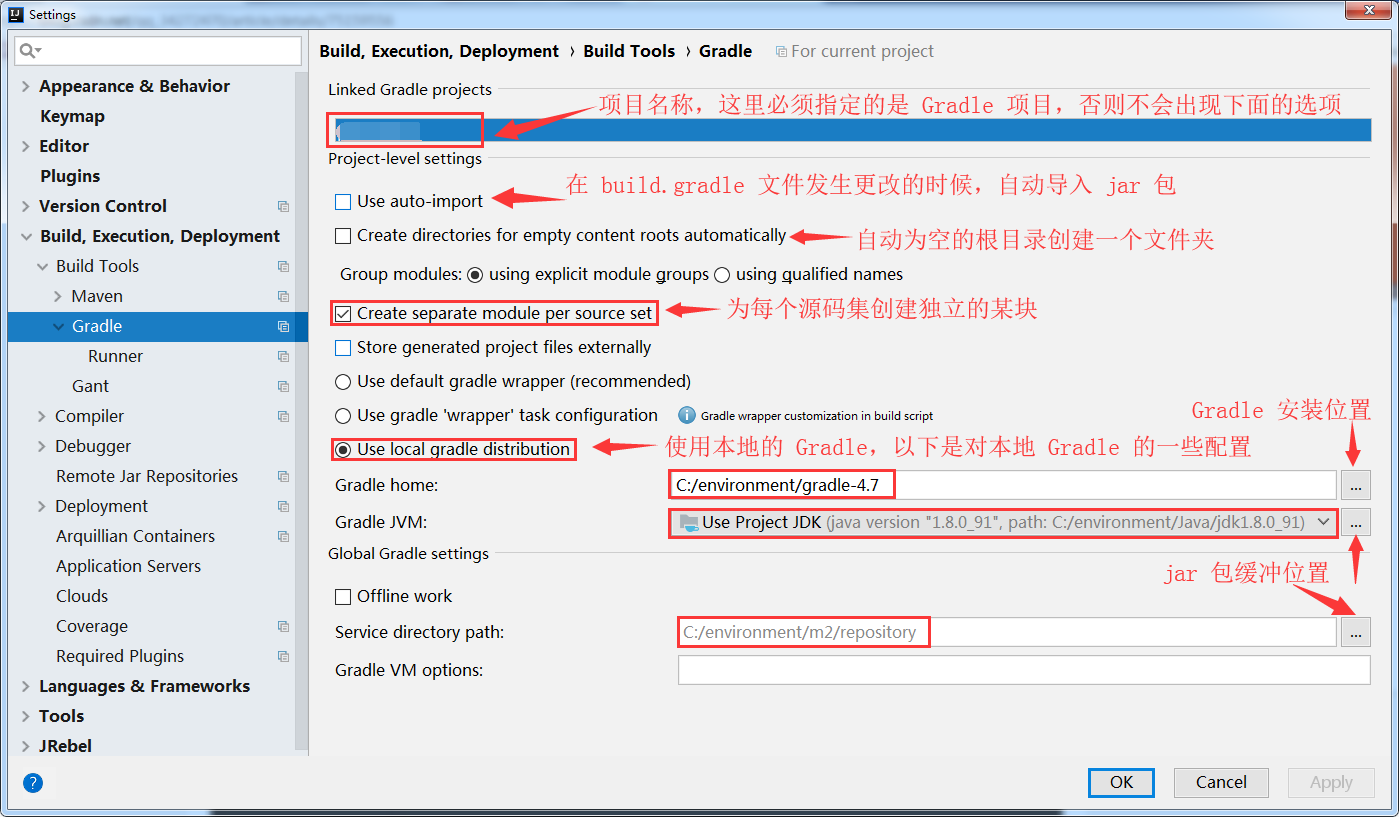 Settings
Appearance & Behavior
Keymap
Editor
Plugins
Version Control
Build, Execution, Deployment
Build Tools
Maven
Gradle
Runner
Gant
Compiler
Debugger
Remote Jar Repositories
Deployment
Arquillian Containers
Application Servers
Clouds
Coverage
Required Plugins
Languages & Frameworks
Tools
JRebel
Build, Execution, Deployment › Build Tools › Gradle For current project
Linked Gradle projects
项目名称，这里必须指定的是 Gradle 项目，否则不会出现下面的选项
Project-level settings
Use auto-import
在 build.gradle 文件发生更改的时候，自动导入 jar 包
Create directories for empty content roots automatically
自动为空的根目录创建一个文件夹
Group modules: using explicit module groups using qualified names
Create separate module per source set
为每个源码集创建独立的某块
Store generated project files externally
Use default gradle wrapper (recommended)
Use gradle 'wrapper' task configuration Gradle wrapper customization in build script
Gradle 安装位置
Use local gradle distribution
使用本地的 Gradle，以下是对本地 Gradle 的一些配置
Gradle home: C:/environment/gradle-4.7 ...
Gradle JVM: Use Project JDK (java version "1.8.0_91", path: C:/environment/Java/jdk1.8.0_91) ...
Global Gradle settings
jar 包缓冲位置
Offline work
Service directory path: C:/environment/m2/repository ...
Gradle VM options:
? OK Cancel Apply